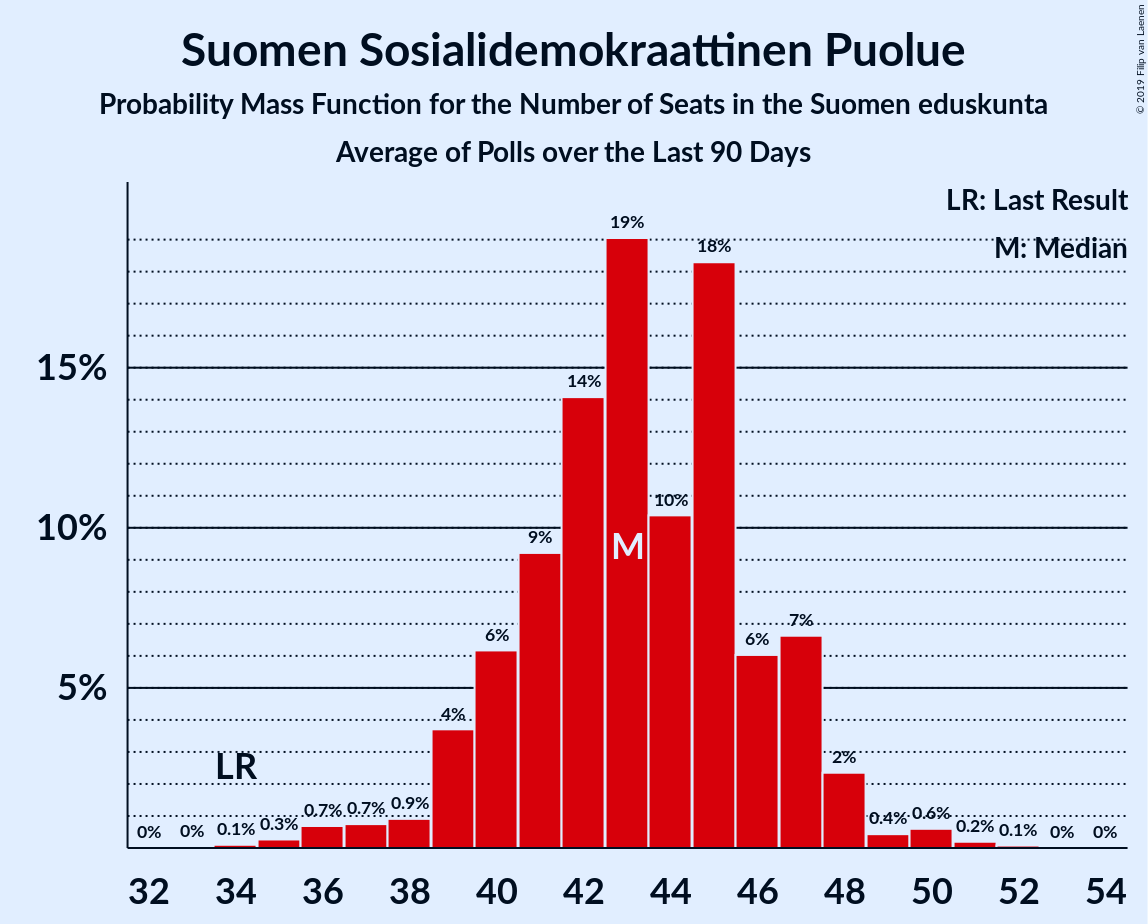 Suomen Sosialidemokraattinen Puolue
Probability Mass Function for the Number of Seats in the Suomen eduskunta
Average of Polls over the Last 90 Days
© 2019 Filip van Laenen
LR: Last Result
M: Median
15%
10%
5%
0%
0%
0.1%
0.3%
0.7%
0.7%
0.9%
4%
6%
9%
14%
19%
10%
18%
6%
7%
2%
0.4%
0.6%
0.2%
0.1%
0%
0%
LR
M
32 34 36 38 40 42 44 46 48 50 52 54